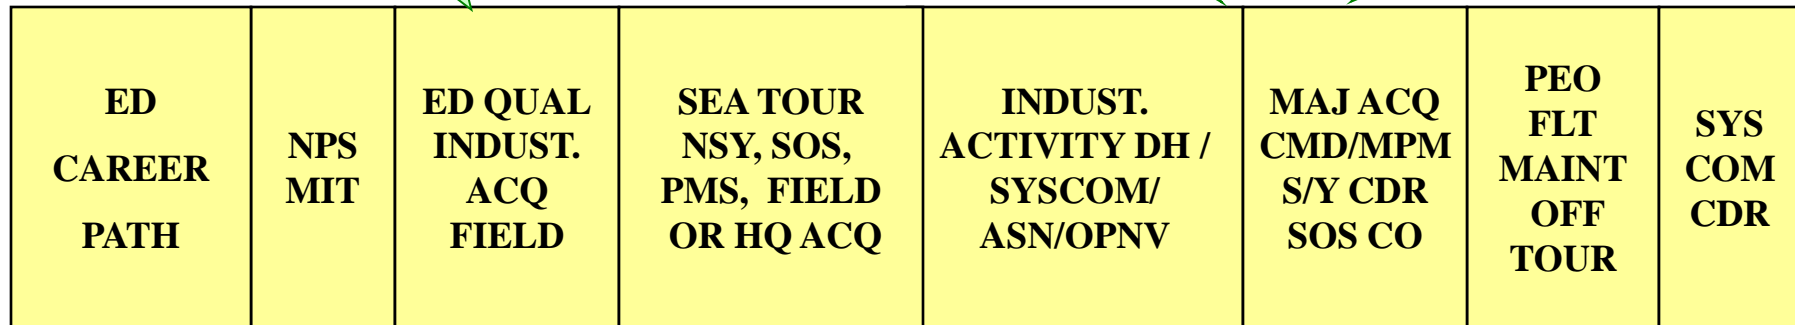 ED
CAREER
PATH
NPS
MIT
ED QUAL
INDUST.
ACQ
FIELD
SEA TOUR
NSY, SOS,
PMS, FIELD
OR HQ ACQ
INDUST.
ACTIVITY DH /
SYSCOM/
ASN/OPNV
MAJ ACQ
CMD/MPM
S/Y CDR
SOS CO
PEO
FLT
MAINT
OFF
TOUR
SYS
COM
CDR